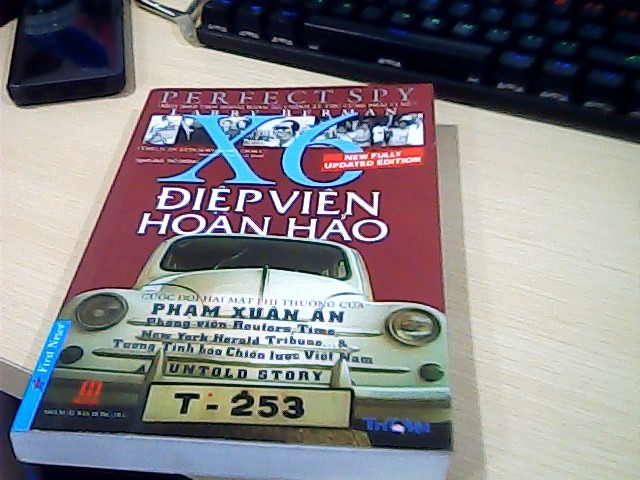 PERFECT SPY
LARRY BERMAN
X6
NEW FULLY
UPDATED EDITION
ĐIỆP VIÊN
HOÀN HẢO
CUỘC ĐỜI HAI MẶT PHI THƯỜNG CỦA
PHẠM XUÂN ẨN
Phóng viên Reuters, Time,
New York Herald Tribune... &
Tướng Tình báo Chiến lược Việt Nam
UNTOLD STORY
First News
T - 253